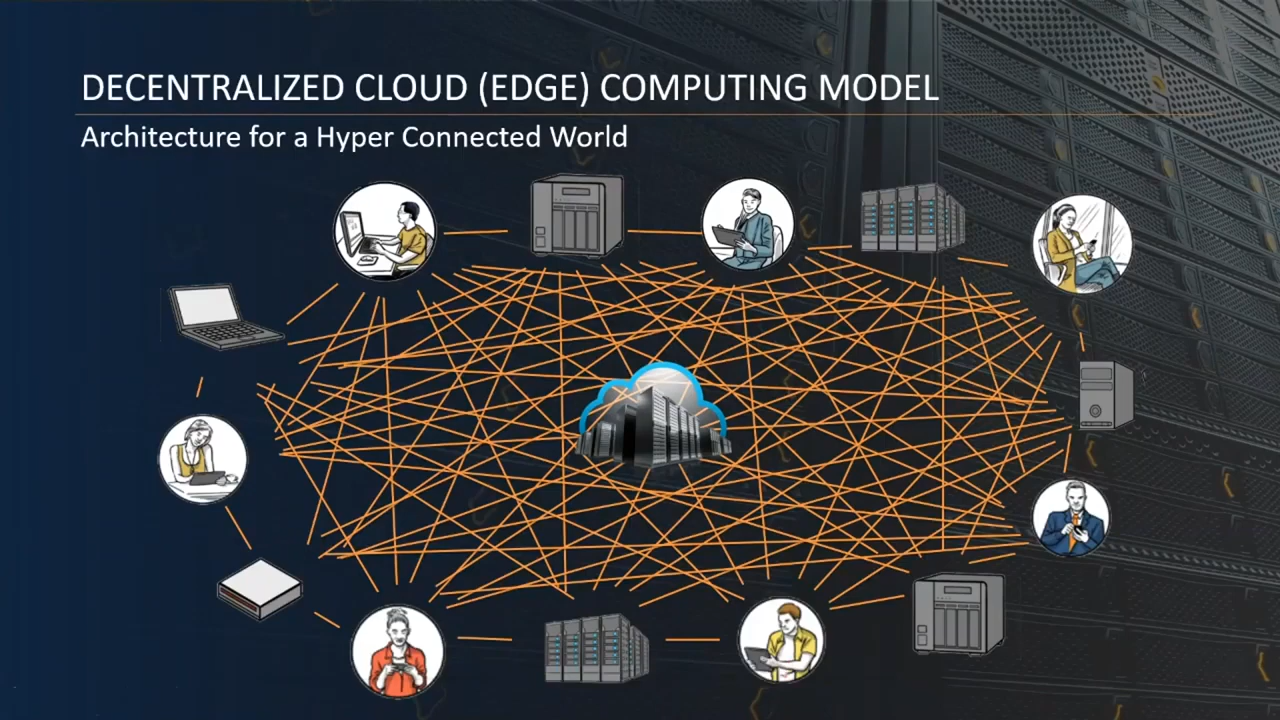 DECENTRALIZED CLOUD (EDGE) COMPUTING MODEL
Architecture for a Hyper Connected World